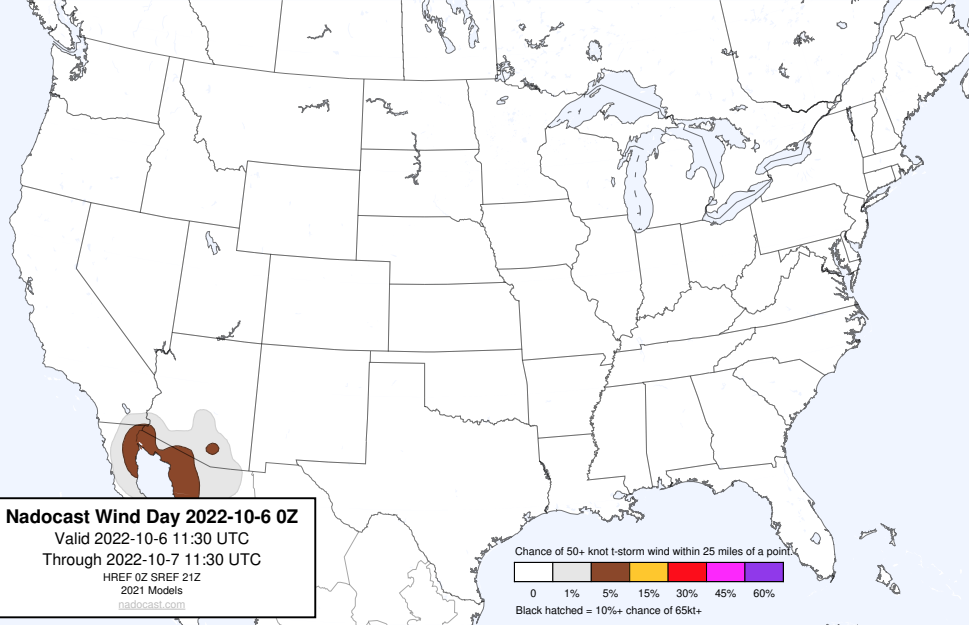 Nadocast Wind Day 2022-10-6 0Z
Valid 2022-10-6 11:30 UTC
Through 2022-10-7 11:30 UTC
HREF 0Z SREF 21Z
2021 Models
nadocast.com
Chance of 50+ knot t-storm wind within 25 miles of a point.
0 1% 5% 15% 30% 45% 60%
Black hatched = 10%+ chance of 65kt+